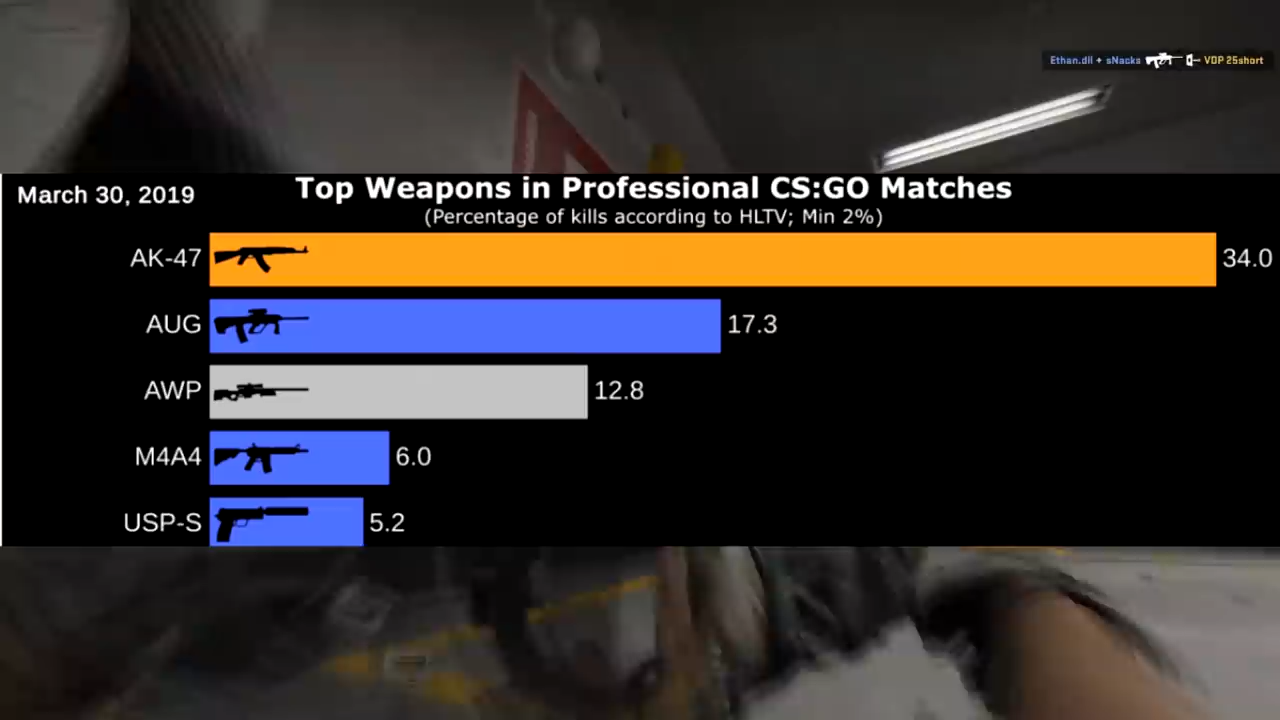 Ethan.dll + sNacks VDP 25short
March 30, 2019
Top Weapons in Professional CS:GO Matches
(Percentage of kills according to HLTV; Min 2%)
AK-47 34.0
AUG 17.3
AWP 12.8
M4A4 6.0
USP-S 5.2